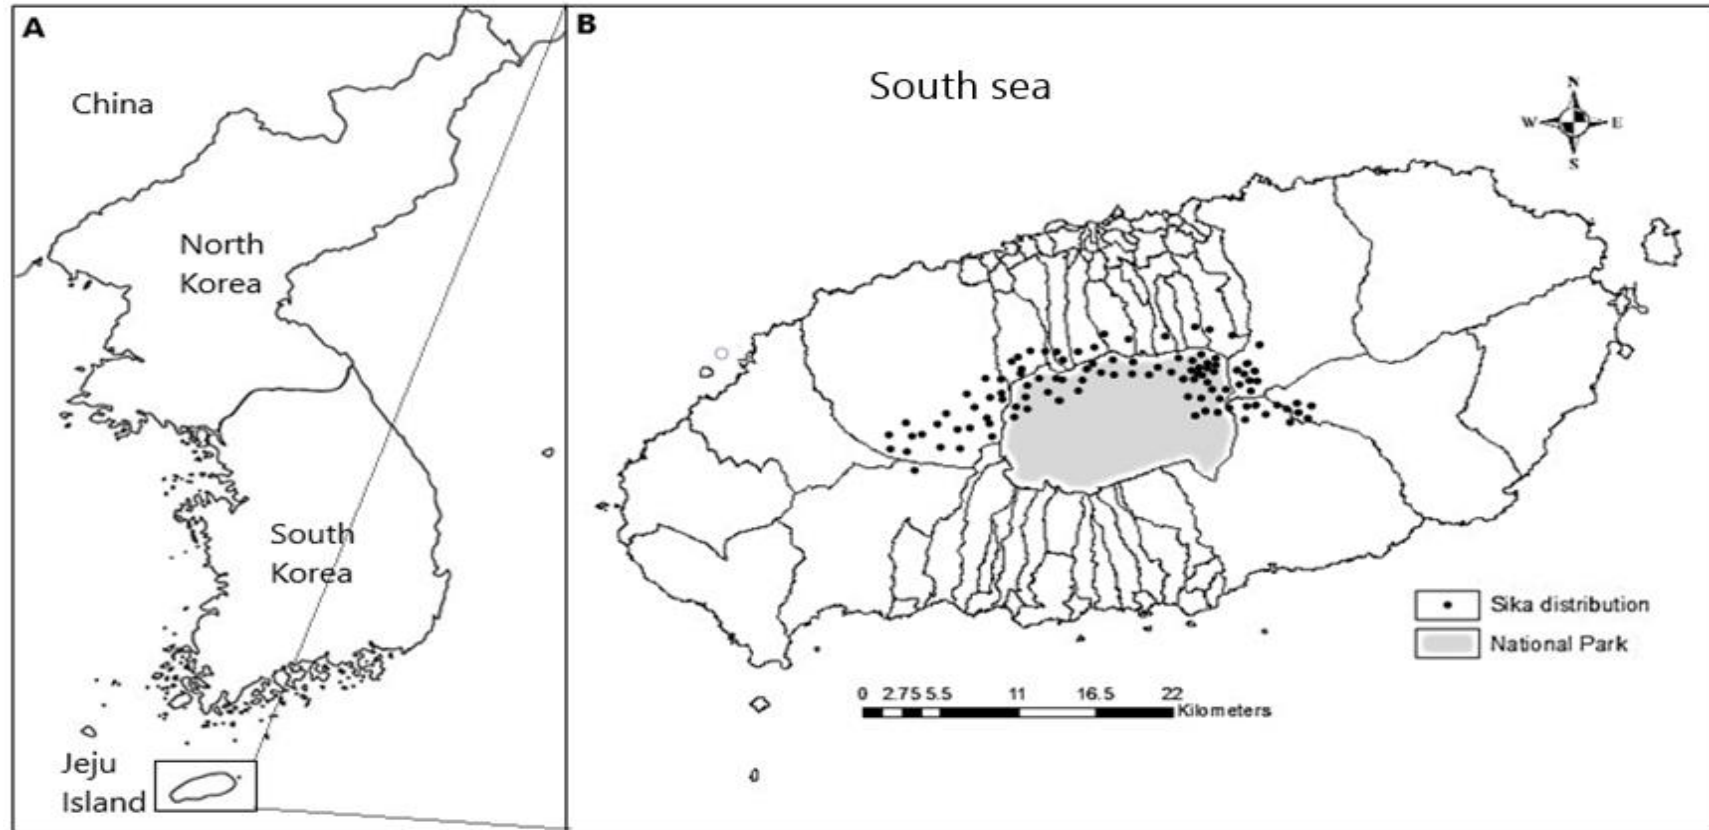 A
China
North
Korea
South
Korea
Jeju
Island
B
South sea
N
W E
S
Sika distribution
National Park
0 2.75 5.5 11 16.5 22
Kilometers